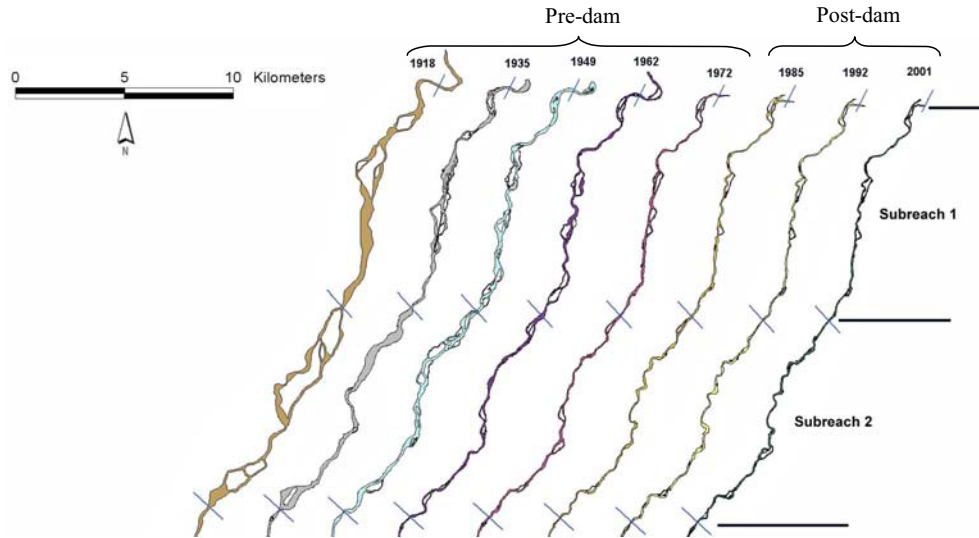 Pre-dam
Post-dam
0 5 10 Kilometers
N
1918
1935
1949
1962
1972
1985
1992
2001
Subreach 1
Subreach 2